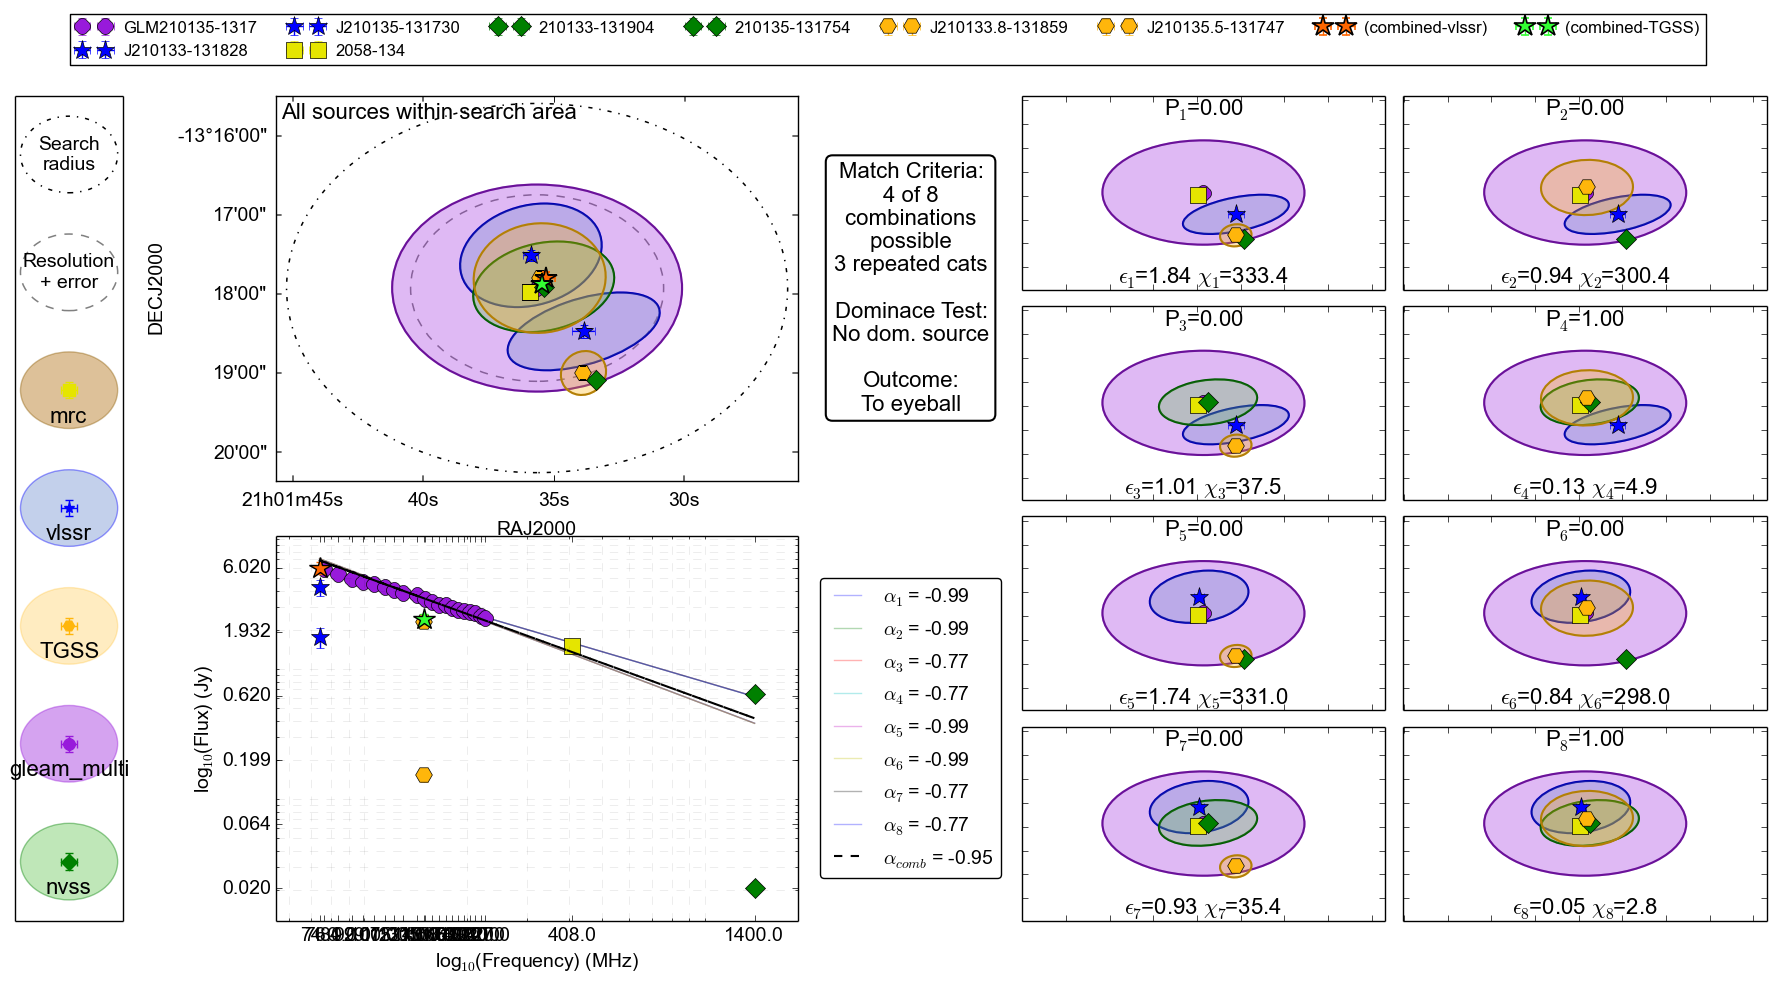 GLM210135-1317
J210135-131730
210133-131904
210135-131754
J210133.8-131859
J210135.5-131747
(combined-vlssr)
(combined-TGSS)
J210133-131828
2058-134
Search
radius
Resolution
+ error
mrc
vlssr
TGSS
gleam_multi
nvss
All sources within search area
-13°16'00"
17'00"
18'00"
19'00"
20'00"
DECJ2000
21h01m45s
40s
35s
30s
RAJ2000
Match Criteria:
4 of 8
combinations
possible
3 repeated cats
Dominace Test:
No dom. source
Outcome:
To eyeball
6.020
1.932
0.620
0.199
0.064
0.020
log10(Flux) (Jy)
408.0
1400.0
log10(Frequency) (MHz)
α1 = -0.99
α2 = -0.99
α3 = -0.77
α4 = -0.77
α5 = -0.99
α6 = -0.99
α7 = -0.77
α8 = -0.77
αcomb = -0.95
P1=0.00
ϵ1=1.84 χ1=333.4
P2=0.00
ϵ2=0.94 χ2=300.4
P3=0.00
ϵ3=1.01 χ3=37.5
P4=1.00
ϵ4=0.13 χ4=4.9
P5=0.00
ϵ5=1.74 χ5=331.0
P6=0.00
ϵ6=0.84 χ6=298.0
P7=0.00
ϵ7=0.93 χ7=35.4
P8=1.00
ϵ8=0.05 χ8=2.8